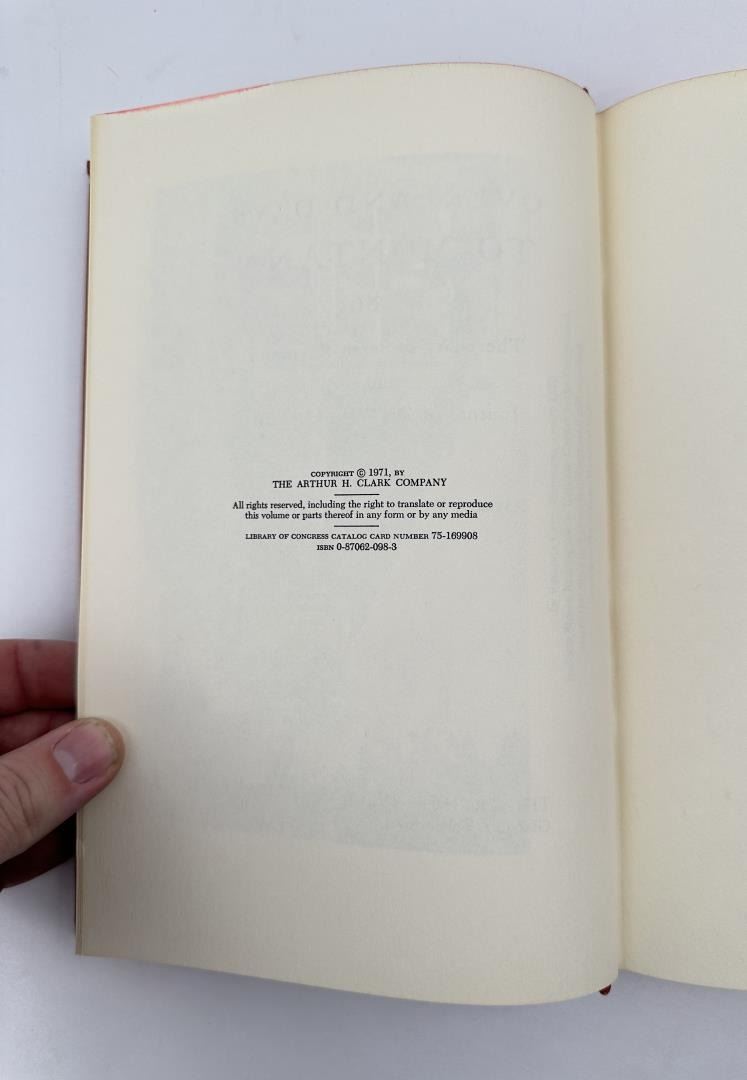 COPYRIGHT © 1971, BY
THE ARTHUR H. CLARK COMPANY
All rights reserved, including the right to translate or reproduce
this volume or parts thereof in any form or by any media
LIBRARY OF CONGRESS CATALOG CARD NUMBER 75-169908
ISBN 0-87062-098-3